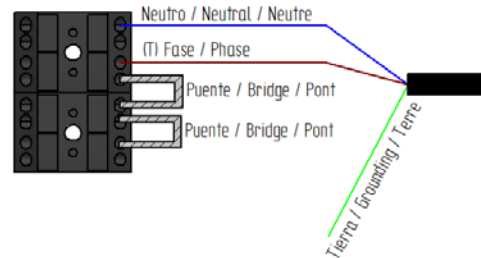 Neutro / Neutral / Neutre
(T) Fase / Phase
Puente / Bridge / Pont
Puente / Bridge / Pont
Tierra / Grounding / Terre